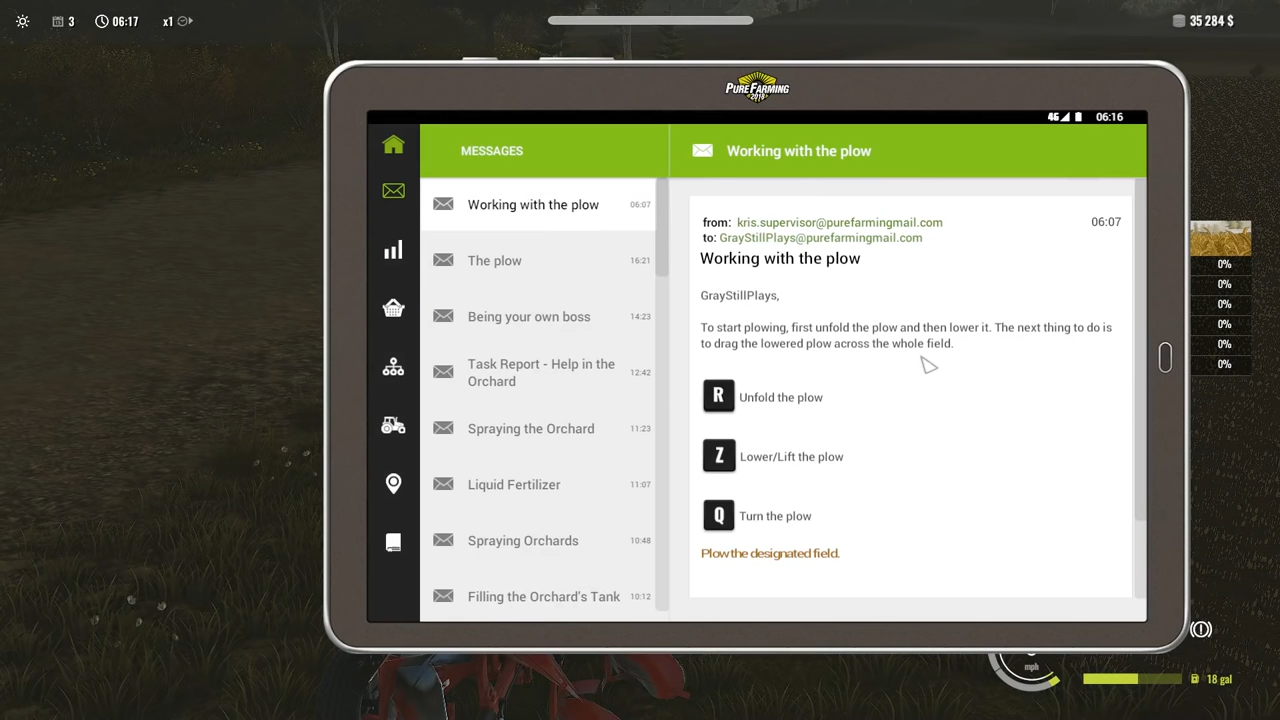 3 06:17 x1 35 284 $
PURE FARMING
2018
4G 06:16
MESSAGES
Working with the plow
Working with the plow 06:07
The plow 16:21
Being your own boss 14:23
Task Report - Help in the
Orchard 12:42
Spraying the Orchard 11:23
Liquid Fertilizer 11:07
Spraying Orchards 10:48
Filling the Orchard's Tank 10:12
from: kris.supervisor@purefarmingmail.com 06:07
to: GrayStillPlays@purefarmingmail.com
Working with the plow
GrayStillPlays,
To start plowing, first unfold the plow and then lower it. The next thing to do is
to drag the lowered plow across the whole field.
R Unfold the plow
Z Lower/Lift the plow
Q Turn the plow
Plow the designated field.
0%
0%
0%
0%
0%
0%
mph
18 gal